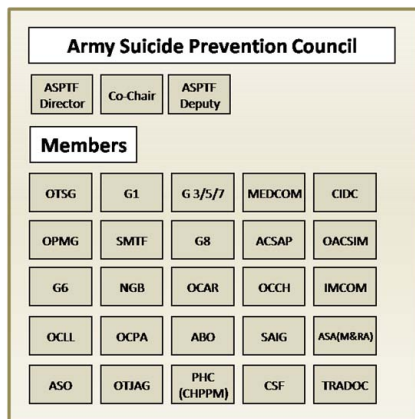 Army Suicide Prevention Council
ASPTF Director
Co-Chair
ASPTF Deputy
Members
OTSG G1 G 3/5/7 MEDCOM CIDC
OPMG SMTF G8 ACSAP OACSIM
G6 NGB OCAR OCCH IMCOM
OCLL OCPA ABO SAIG ASA(M&RA)
ASO OTJAG PHC (CHPPM) CSF TRADOC